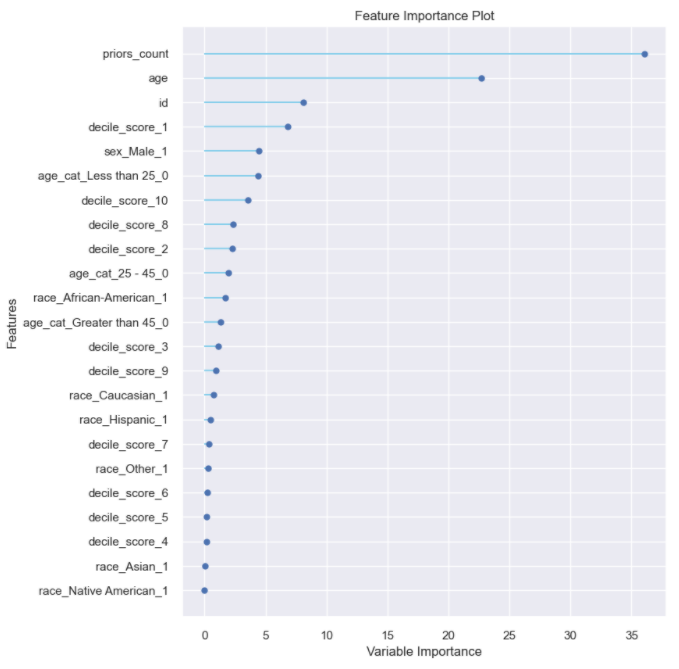 Feature Importance Plot
priors_count
age
id
decile_score_1
sex_Male_1
age_cat_Less than 25_0
decile_score_10
decile_score_8
decile_score_2
age_cat_25 - 45_0
race_African-American_1
age_cat_Greater than 45_0
decile_score_3
decile_score_9
race_Caucasian_1
race_Hispanic_1
decile_score_7
race_Other_1
decile_score_6
decile_score_5
decile_score_4
race_Asian_1
race_Native American_1
Features
0 5 10 15 20 25 30 35
Variable Importance